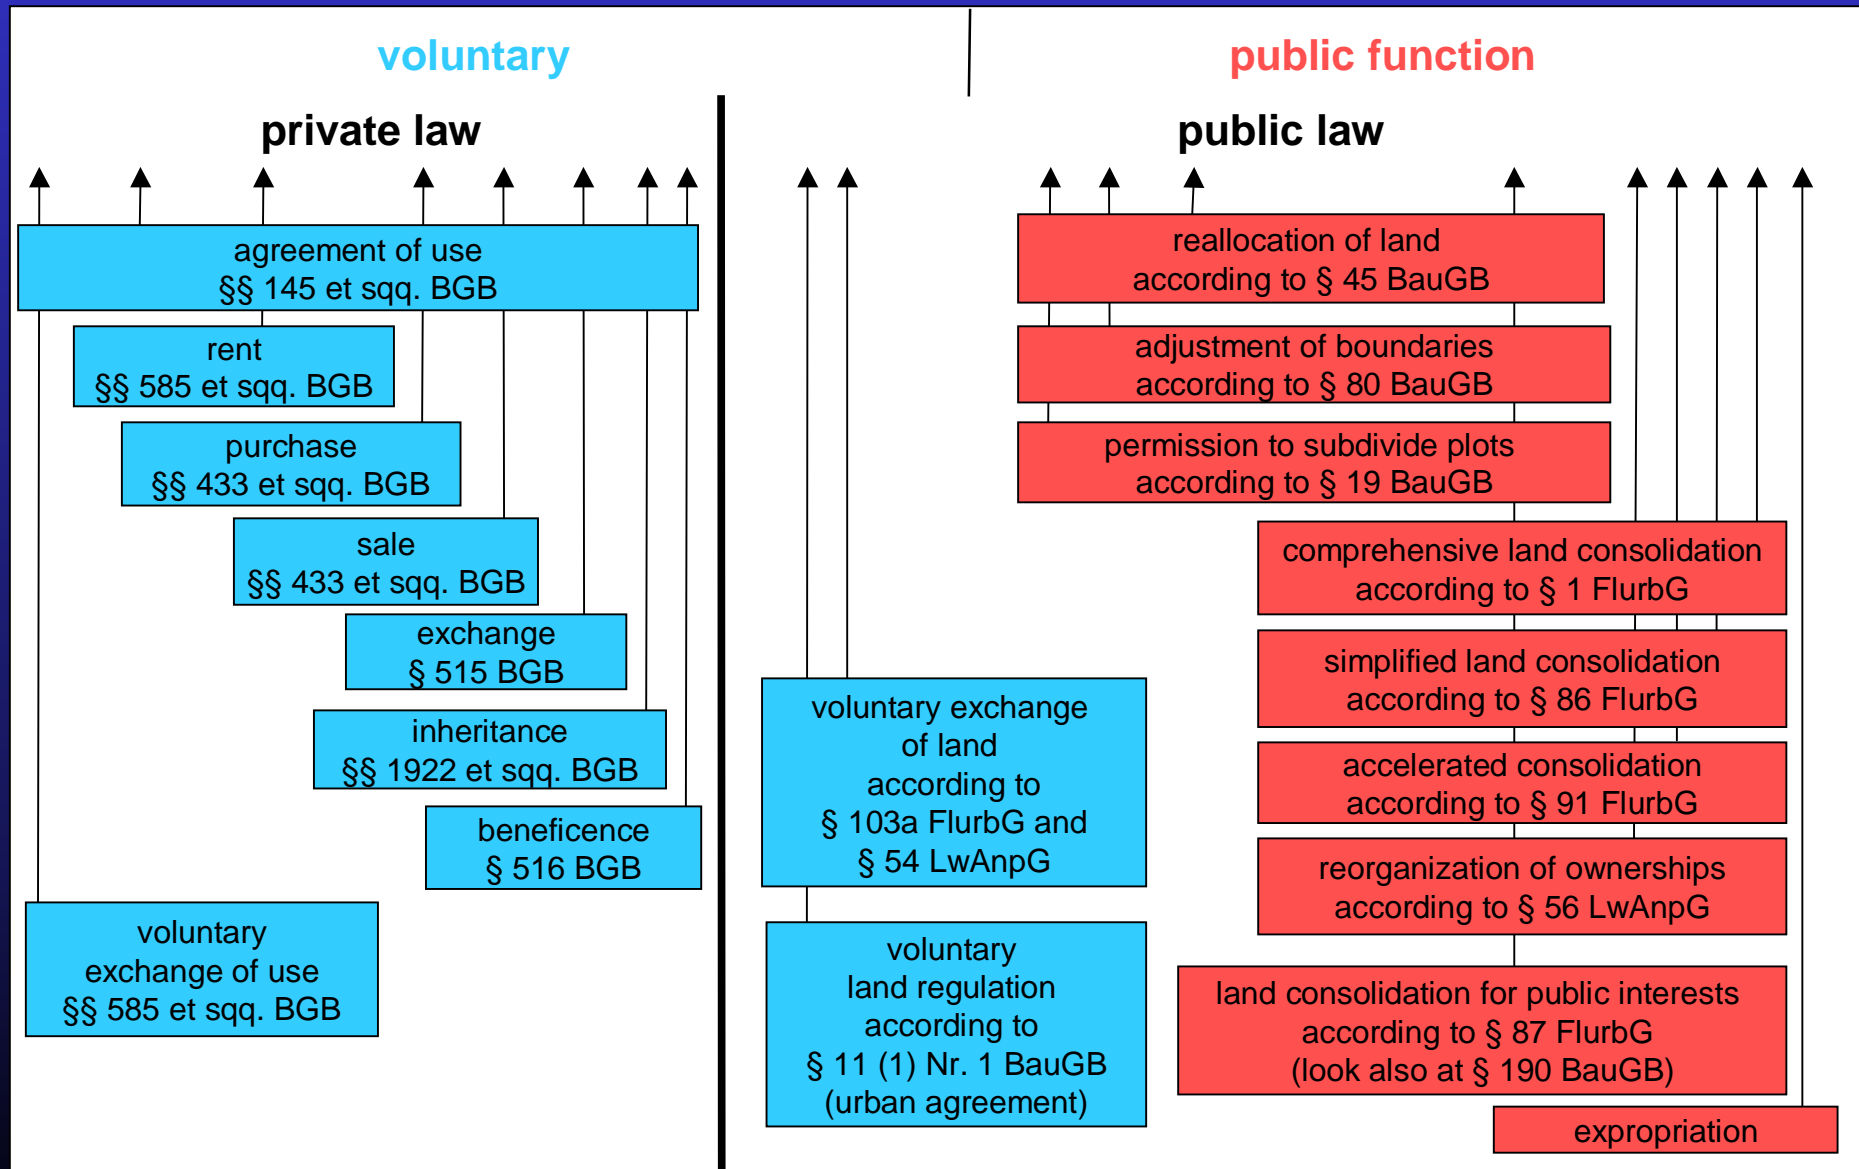 voluntary
public function
private law
public law
agreement of use
§§ 145 et sqq. BGB
rent
§§ 585 et sqq. BGB
purchase
§§ 433 et sqq. BGB
sale
§§ 433 et sqq. BGB
exchange
§ 515 BGB
inheritance
§§ 1922 et sqq. BGB
beneficence
§ 516 BGB
voluntary
exchange of use
§§ 585 et sqq. BGB
voluntary exchange
of land
according to
§ 103a FlurbG and
§ 54 LwAnpG
voluntary
land regulation
according to
§ 11 (1) Nr. 1 BauGB
(urban agreement)
reallocation of land
according to § 45 BauGB
adjustment of boundaries
according to § 80 BauGB
permission to subdivide plots
according to § 19 BauGB
comprehensive land consolidation
according to § 1 FlurbG
simplified land consolidation
according to § 86 FlurbG
accelerated consolidation
according to § 91 FlurbG
reorganization of ownerships
according to § 56 LwAnpG
land consolidation for public interests
according to § 87 FlurbG
(look also at § 190 BauGB)
expropriation